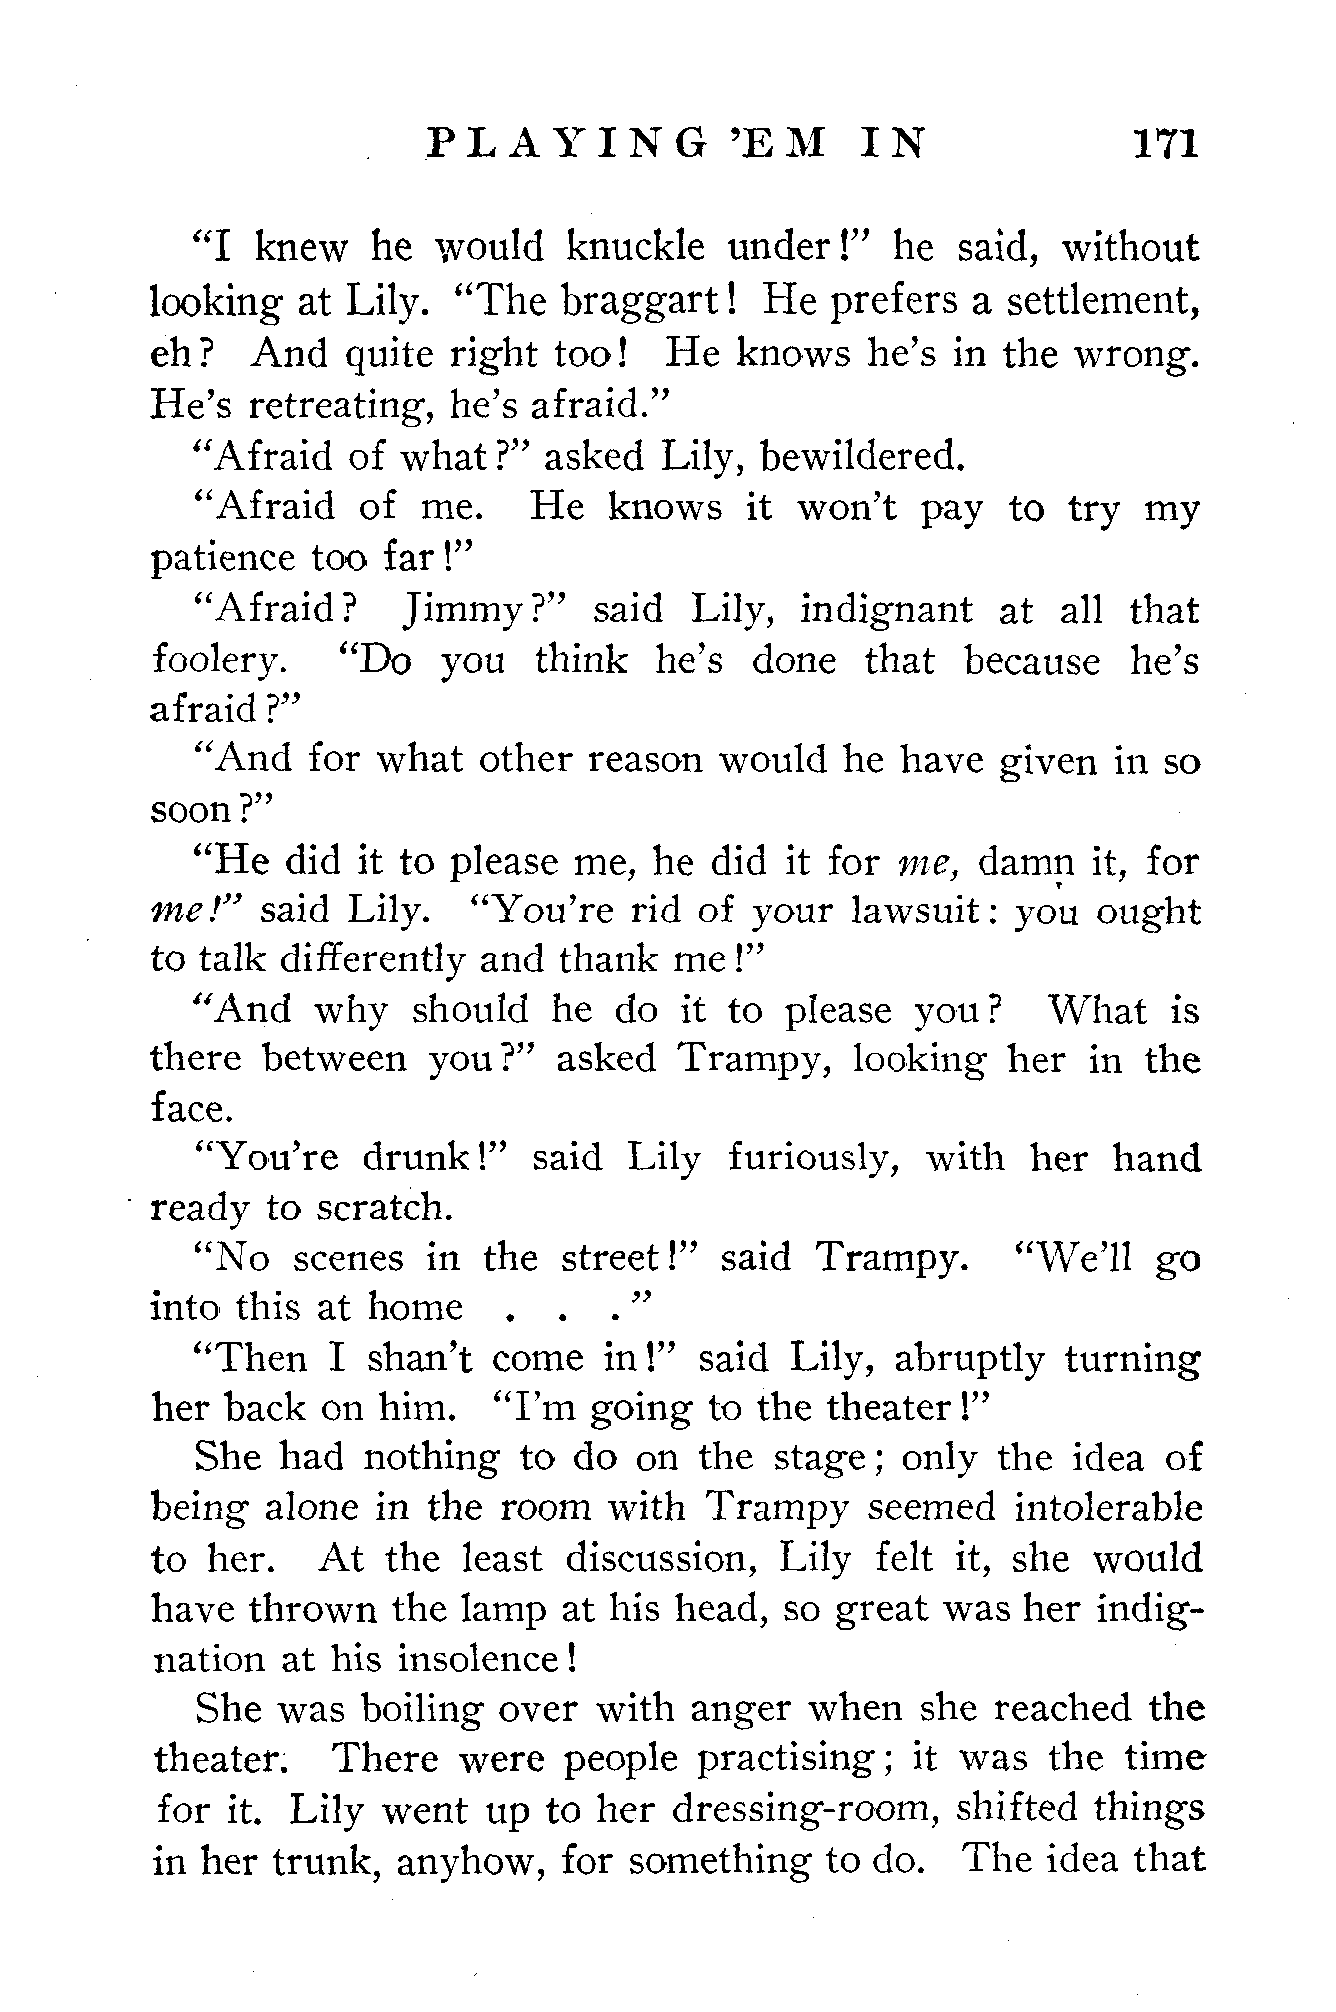 PLAYING 'EM IN 171
“I knew he would knuckle under!” he said, without
looking at Lily. “The braggart! He prefers a settlement,
eh? And quite right too! He knows he's in the wrong.
He's retreating, he's afraid.”
“Afraid of what?” asked Lily, bewildered.
“Afraid of me. He knows it won't pay to try my
patience too far!”
“Afraid? Jimmy?” said Lily, indignant at all that
foolery. “Do you think he's done that because he's
afraid?”
“And for what other reason would he have given in so
soon?”
“He did it to please me, he did it for me, damn it, for
me!” said Lily. “You're rid of your lawsuit: you ought
to talk differently and thank me!”
“And why should he do it to please you? What is
there between you?” asked Trampy, looking her in the
face.
“You're drunk!” said Lily furiously, with her hand
ready to scratch.
“No scenes in the street!” said Trampy. “We'll go
into this at home . . .”
“Then I shan't come in!” said Lily, abruptly turning
her back on him. “I'm going to the theater!”
She had nothing to do on the stage; only the idea of
being alone in the room with Trampy seemed intolerable
to her. At the least discussion, Lily felt it, she would
have thrown the lamp at his head, so great was her indig-
nation at his insolence!
She was boiling over with anger when she reached the
theater. There were people practising; it was the time
for it. Lily went up to her dressing-room, shifted things
in her trunk, anyhow, for something to do. The idea that